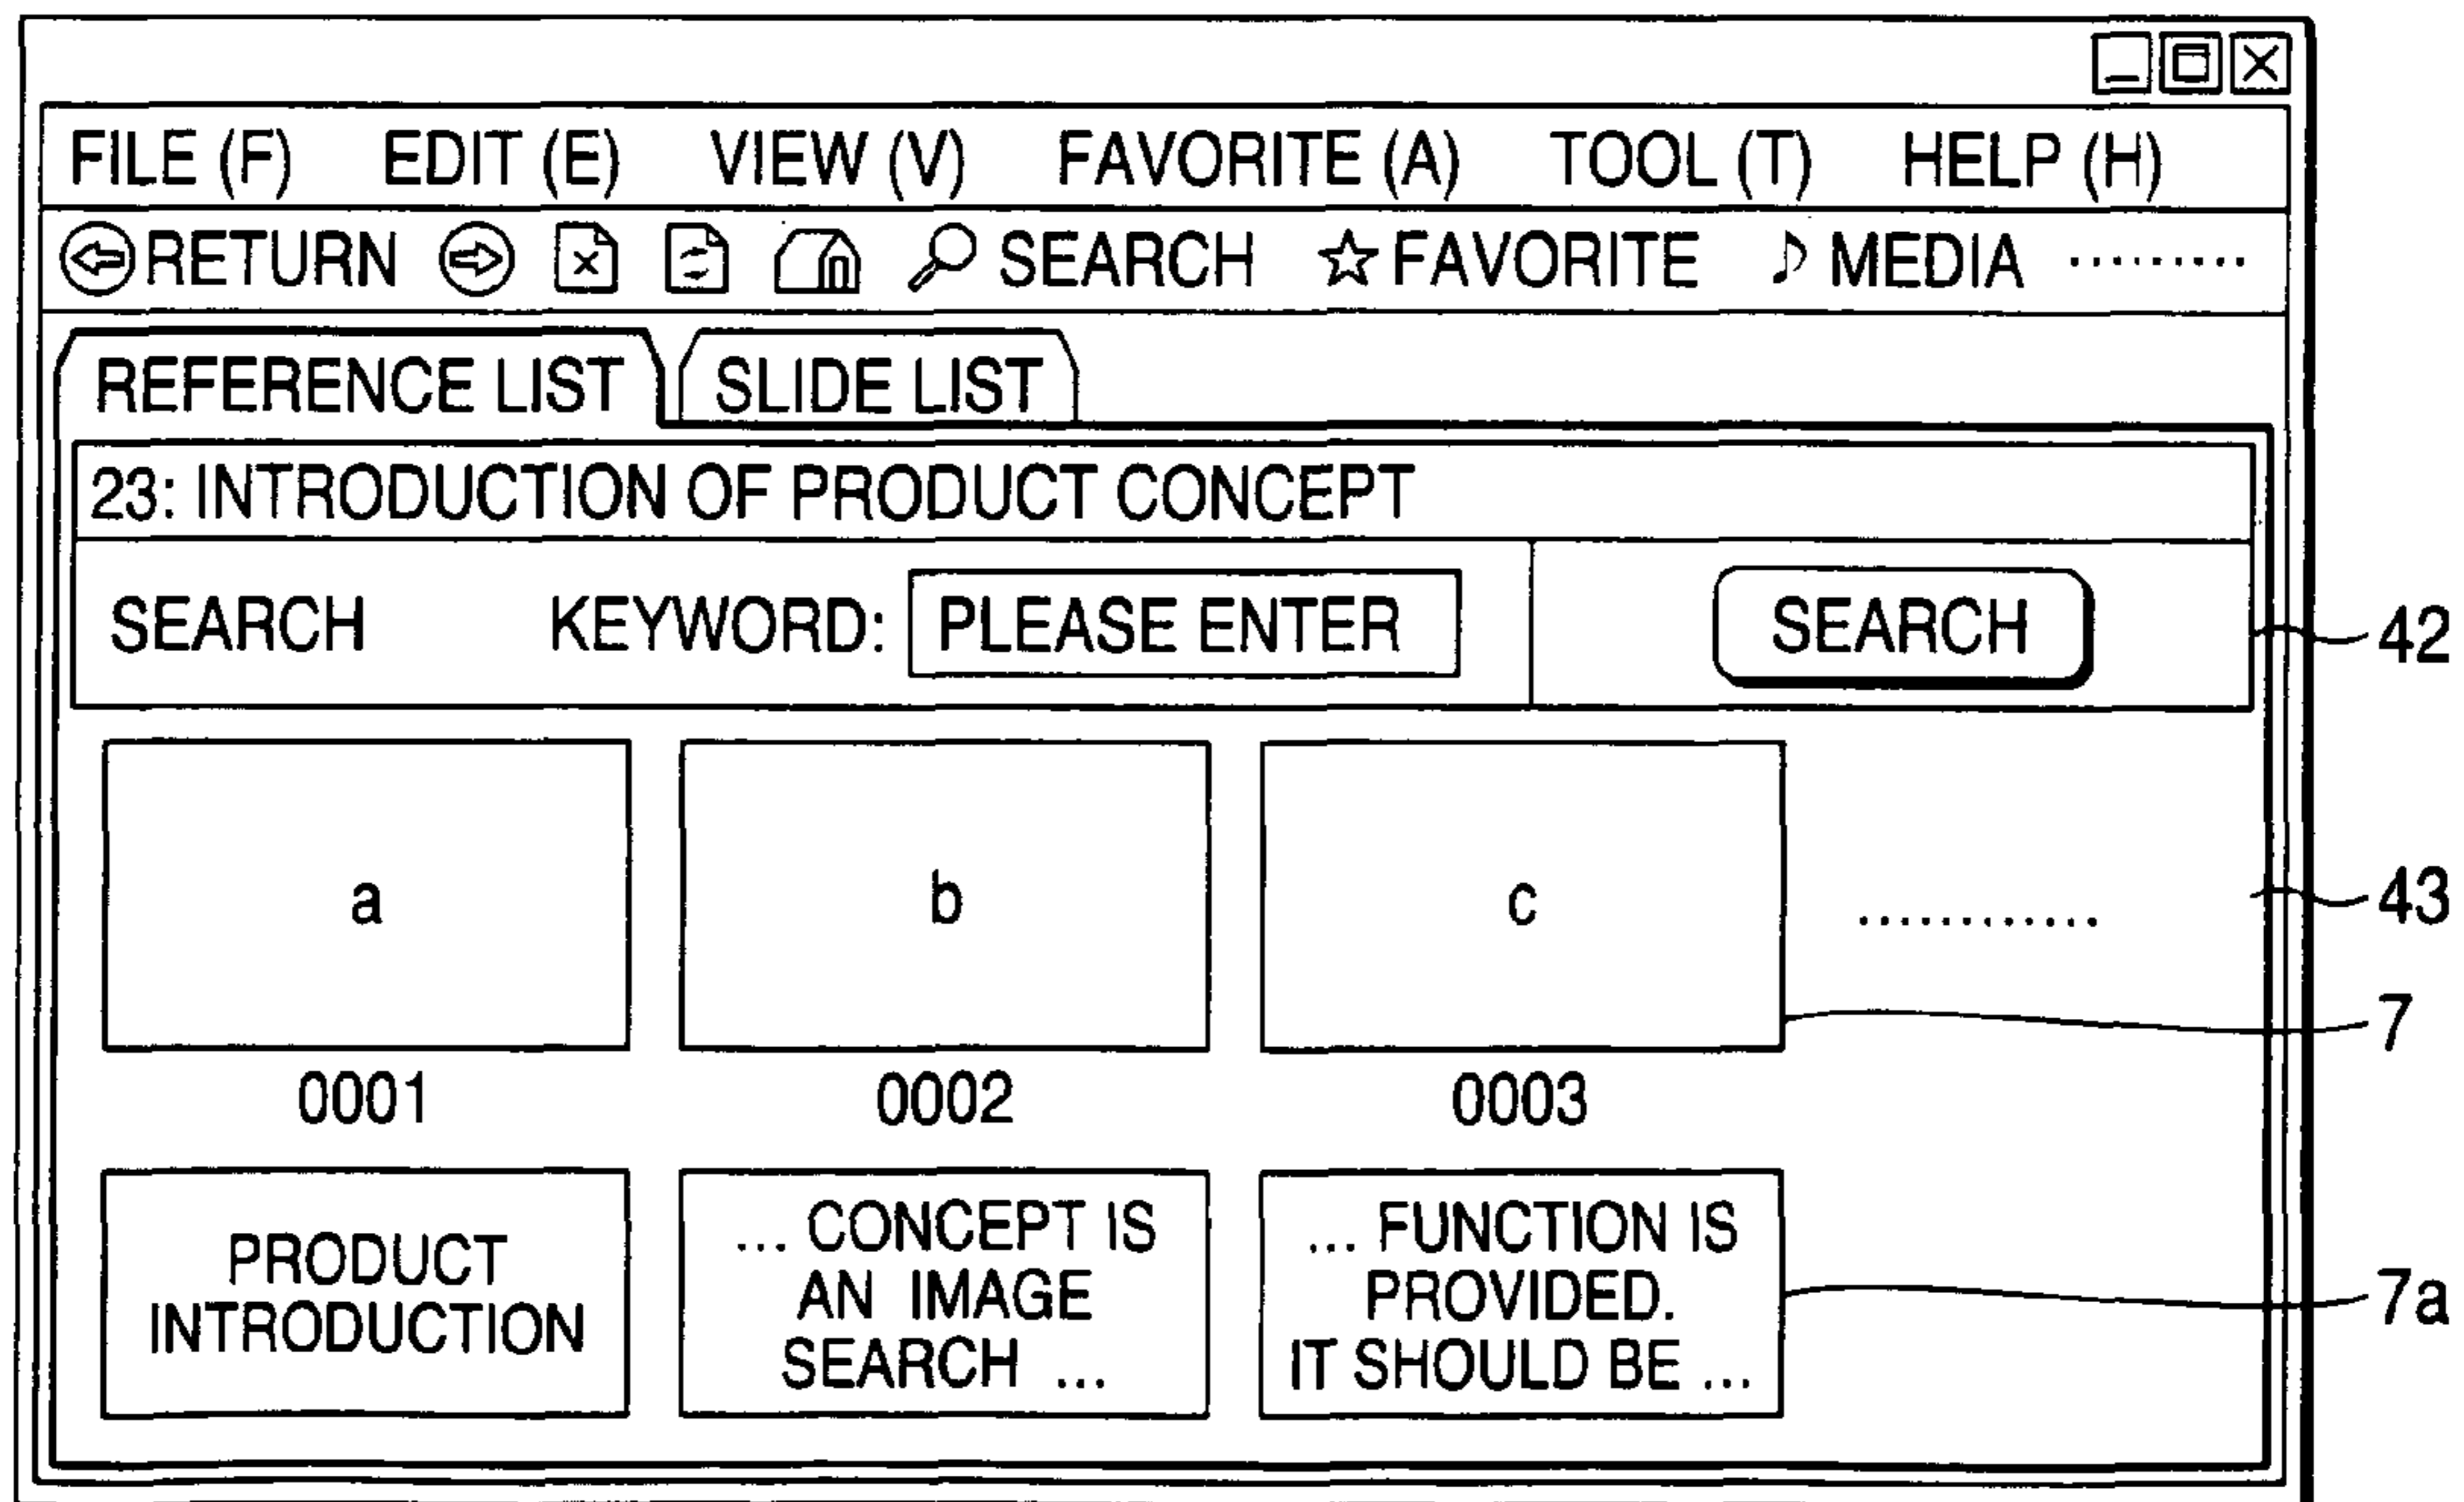 FILE (F) EDIT (E) VIEW (V) FAVORITE (A) TOOL (T) HELP (H)
RETURN SEARCH FAVORITE MEDIA .........
REFERENCE LIST SLIDE LIST
23: INTRODUCTION OF PRODUCT CONCEPT
SEARCH KEYWORD: PLEASE ENTER SEARCH 42
a b c ............ 43
7
0001 0002 0003
PRODUCT
INTRODUCTION
... CONCEPT IS
AN IMAGE
SEARCH ...
... FUNCTION IS
PROVIDED.
IT SHOULD BE ...
7a